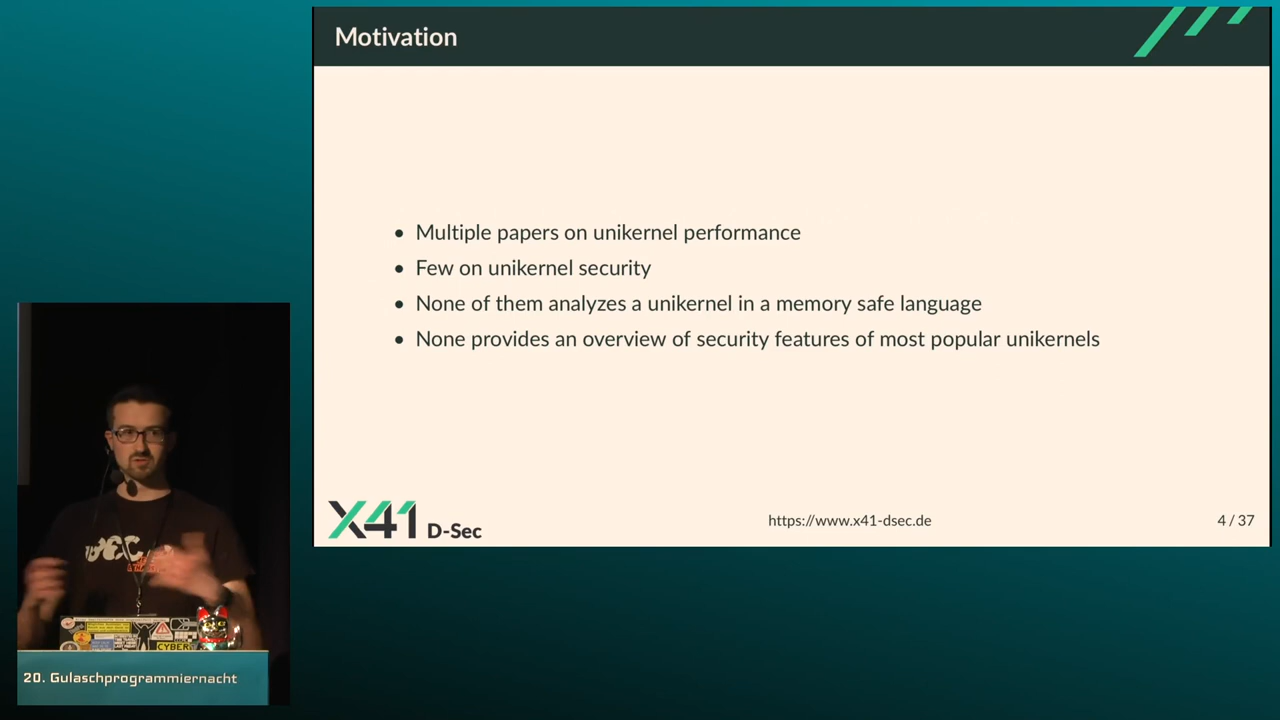 Motivation
• Multiple papers on unikernel performance
• Few on unikernel security
• None of them analyzes a unikernel in a memory safe language
• None provides an overview of security features of most popular unikernels
X41 D-Sec
https://www.x41-dsec.de
4 / 37
CYBER
20. Gulaschprogrammiernacht